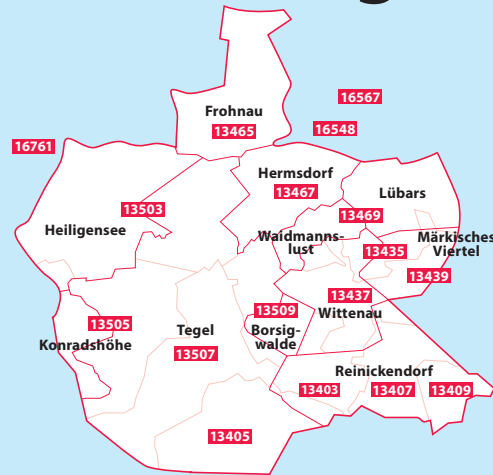 16567
Frohnau
13465
16548
16761
Hermsdorf
13467
Lübars
13503
13469
Heiligensee
Waidmanns-
lust
13435
Märkisches
Viertel
13439
13437
13509
Wittenau
13505
Tegel
Borsig-
walde
Konradshöhe
13507
Reinickendorf
13403
13407
13409
13405